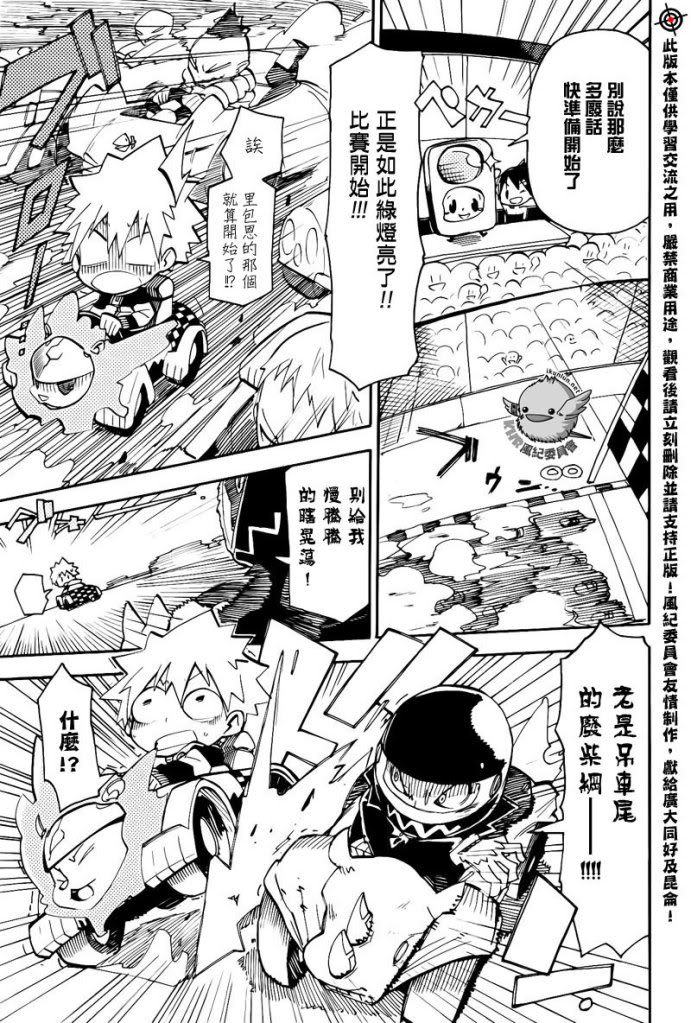 別說那麼
多廢話
快準備開始了
ペカー
正是如此綠燈亮了!!
比賽開始!!!
誒
里包恩的那個
就算開始了!?
別給我
慢騰騰
的瞎晃蕩!
老是吊車尾
的廢柴綱——!!!!
什麼!?
ikunlun.net
KHR風紀委員會
此版本僅供學習交流之用，嚴禁商業用途，觀看後請立刻刪除並請支持正版！風紀委員會友情制作，獻給廣大同好及昆侖！